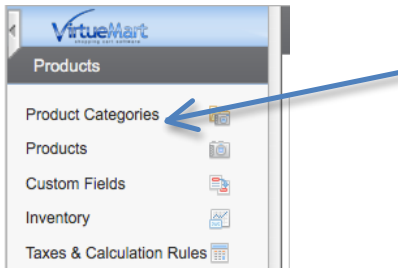 VirtueMart
shopping cart software
Products
Product Categories
Products
Custom Fields
Inventory
Taxes & Calculation Rules